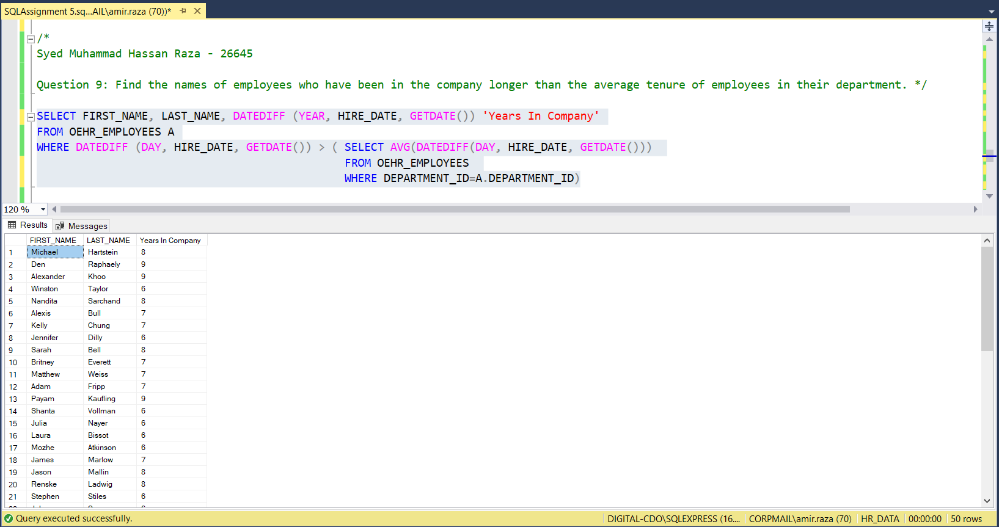 SQLAssignment 5.sq...AIL\amir.raza (70))*
/*
Syed Muhammad Hassan Raza - 26645
Question 9: Find the names of employees who have been in the company longer than the average tenure of employees in their department. */
SELECT FIRST_NAME, LAST_NAME, DATEDIFF (YEAR, HIRE_DATE, GETDATE()) 'Years In Company'
FROM OEHR_EMPLOYEES A
WHERE DATEDIFF (DAY, HIRE_DATE, GETDATE()) > ( SELECT AVG(DATEDIFF(DAY, HIRE_DATE, GETDATE()))
FROM OEHR_EMPLOYEES
WHERE DEPARTMENT_ID=A.DEPARTMENT_ID)
120 %
Results Messages
FIRST_NAME LAST_NAME Years In Company
1 Michael Hartstein 8
2 Den Raphaely 9
3 Alexander Khoo 9
4 Winston Taylor 6
5 Nandita Sarchand 8
6 Alexis Bull 7
7 Kelly Chung 7
8 Jennifer Dilly 6
9 Sarah Bell 8
10 Britney Everett 7
11 Matthew Weiss 7
12 Adam Fripp 7
13 Payam Kaufling 9
14 Shanta Vollman 6
15 Julia Nayer 6
16 Laura Bissot 6
17 Mozhe Atkinson 6
18 James Marlow 7
19 Jason Mallin 8
20 Renske Ladwig 8
21 Stephen Stiles 6
Query executed successfully. DIGITAL-CDO\SQLEXPRESS (16.... CORPMAIL\amir.raza (70) HR_DATA 00:00:00 50 rows